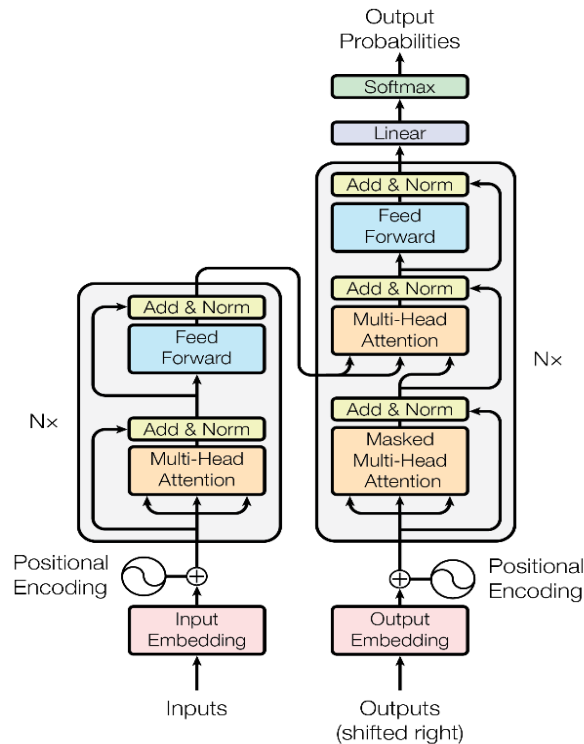 Output
Probabilities
Softmax
Linear
Add & Norm
Feed
Forward
Add & Norm
Multi-Head
Attention
Add & Norm
Masked
Multi-Head
Attention
N×
Add & Norm
Feed
Forward
Add & Norm
Multi-Head
Attention
N×
Positional
Encoding
Positional
Encoding
Input
Embedding
Output
Embedding
Inputs
Outputs
(shifted right)